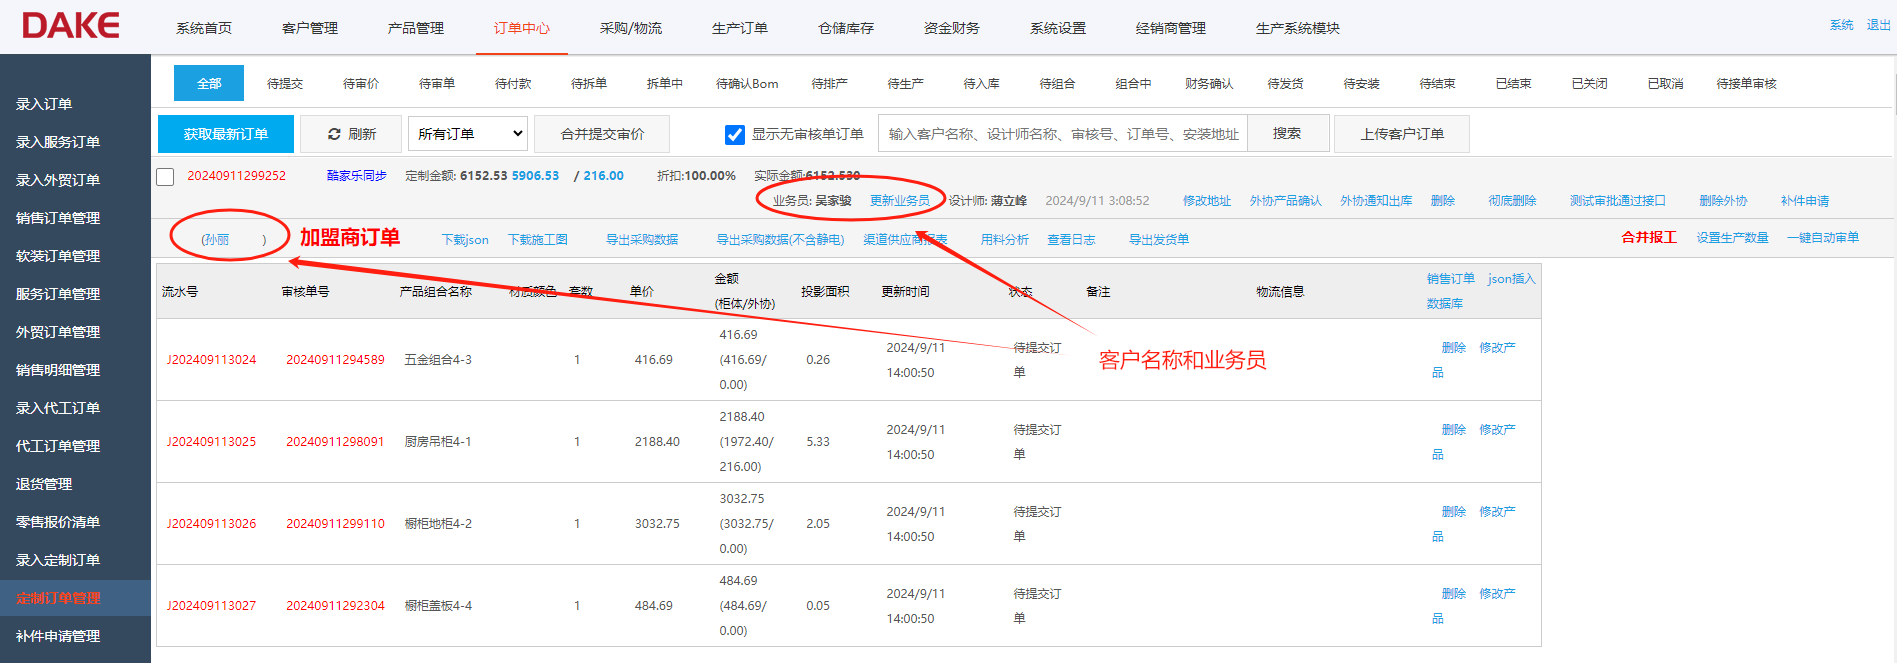 DAKE
系统首页 客户管理 产品管理 订单中心 采购/物流 生产订单 仓储库存 资金财务 系统设置 经销商管理 生产系统模块 系统 退出
全部 待提交 待审价 待审单 待付款 待拆单 拆单中 待确认Bom 待排产 待生产 待入库 待组合 组合中 财务确认 待发货 待安装 待结束 已结束 已关闭 已取消 待接单审核
获取最新订单 刷新 所有订单 合并提交审价 显示无审核单订单 输入客户名称、设计师名称、审核号、订单号、安装地址 搜索 上传客户订单
录入订单
录入服务订单
录入外贸订单
销售订单管理
孙丽订单管理
软装订单管理
服务订单管理
外贸订单管理
销售订单管理
销售明细管理
录入代工订单
代工订单管理
退货管理
零售报价清单
录入定制订单
定制订单管理
补件申请管理
20240911299252 酷家乐同步 定制金额: 6152.53 5906.53 / 216.00 折扣:100.00% 实际金额:6152.530
业务员: 吴家骏 更新业务员 设计师: 薄立峰 2024/9/11 3:08:52 修改地址 外协产品确认 外协通知出库 删除 彻底删除 测试审批通过接口 删除外协 补件申请
(孙丽 ) 加盟商订单 下载json 下载施工图 导出采购数据 导出采购数据(不含静电) 渠道供应商报表 用料分析 查看日志 导出发货单 合并报工 设置生产数量 一键自动审单
流水号 审核单号 产品组合名称 材质颜色 套数 单价 金额 (柜体/外协) 投影面积 更新时间 状态 备注 物流信息 销售订单 json插入
数据库
J202409113024 20240911294589 五金组合4-3 1 416.69 416.69 (416.69/ 0.00) 0.26 2024/9/11 14:00:50 待提交订单 删除 修改产品
客户名称和业务员
J202409113025 20240911298091 厨房吊柜4-1 1 2188.40 2188.40 (1972.40/ 216.00) 5.33 2024/9/11 14:00:50 待提交订单 删除 修改产品
J202409113026 20240911299110 橱柜地柜4-2 1 3032.75 3032.75 (3032.75/ 0.00) 2.05 2024/9/11 14:00:50 待提交订单 删除 修改产品
J202409113027 20240911292304 橱柜盖板4-4 1 484.69 484.69 (484.69/ 0.00) 0.05 2024/9/11 14:00:50 待提交订单 删除 修改产品